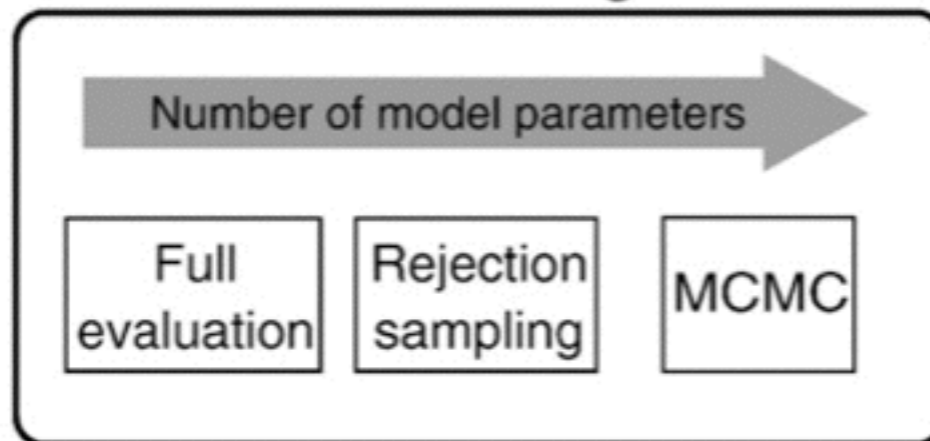 Number of model parameters
Full
evaluation
Rejection
sampling
MCMC